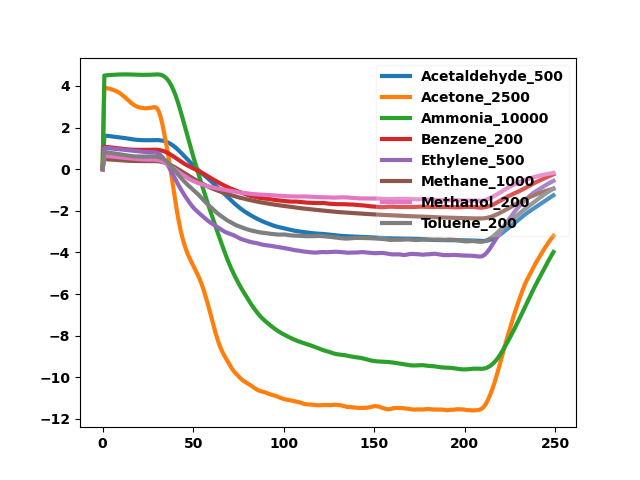 4
2
0
−2
−4
−6
−8
−10
−12
0
50
100
150
200
250
Acetaldehyde_500
Acetone_2500
Ammonia_10000
Benzene_200
Ethylene_500
Methane_1000
Methanol_200
Toluene_200